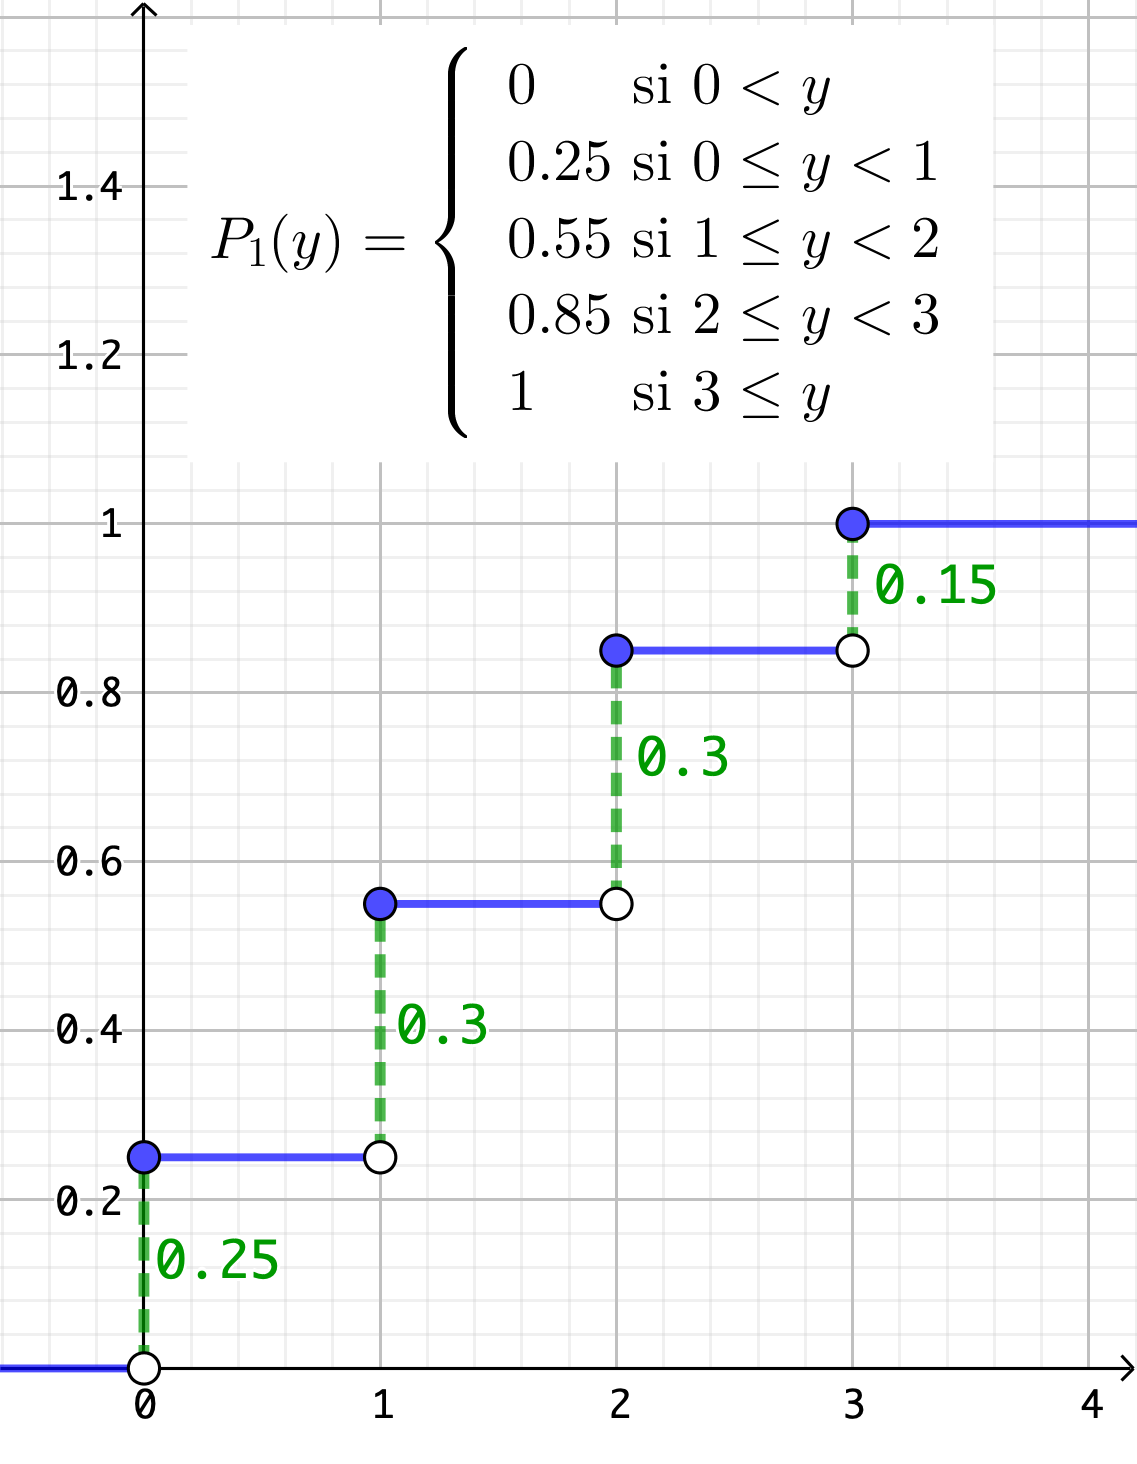 P₁(y) = {
0 si 0 < y
0.25 si 0 ≤ y < 1
0.55 si 1 ≤ y < 2
0.85 si 2 ≤ y < 3
1 si 3 ≤ y
1.4
1.2
1
0.15
0.8
0.3
0.6
0.4
0.3
0.2
0.25
0 1 2 3 4